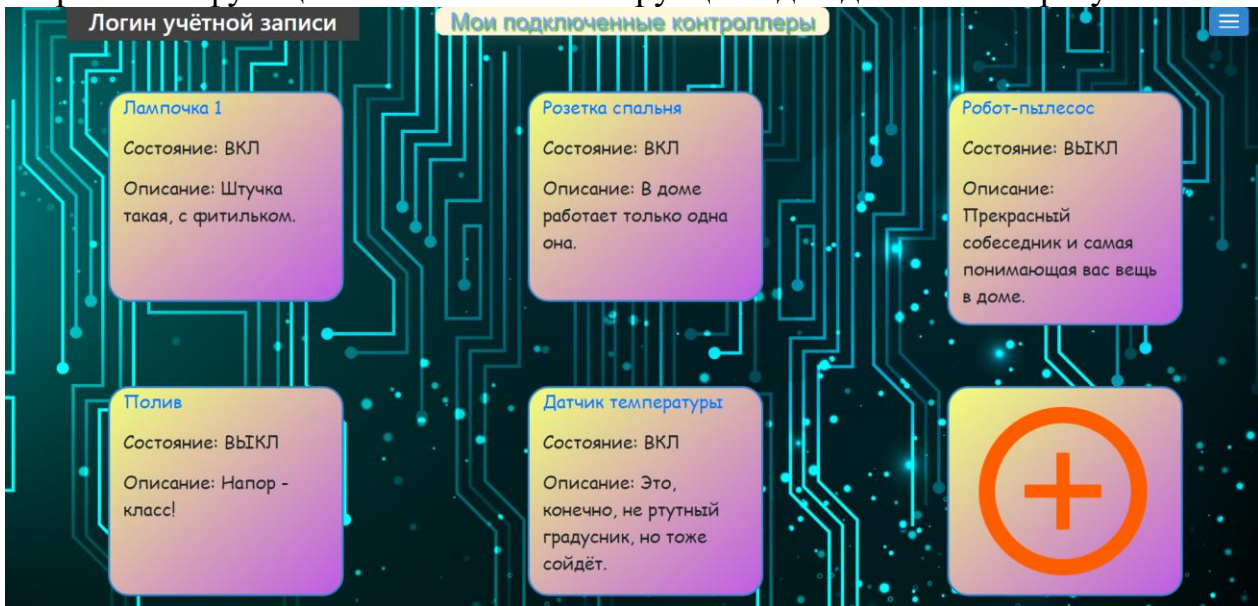 Логин учётной записи
Мои подключенные контроллеры
Лампочка 1
Состояние: ВКЛ
Описание: Штучка
такая, с фитильком.
Розетка спальня
Состояние: ВКЛ
Описание: В доме
работает только одна
она.
Робот-пылесос
Состояние: ВЫКЛ
Описание:
Прекрасный
собеседник и самая
понимающая вас вещь
в доме.
Полив
Состояние: ВЫКЛ
Описание: Напор -
класс!
Датчик температуры
Состояние: ВКЛ
Описание: Это,
конечно, не ртутный
градусник, но тоже
сойдёт.